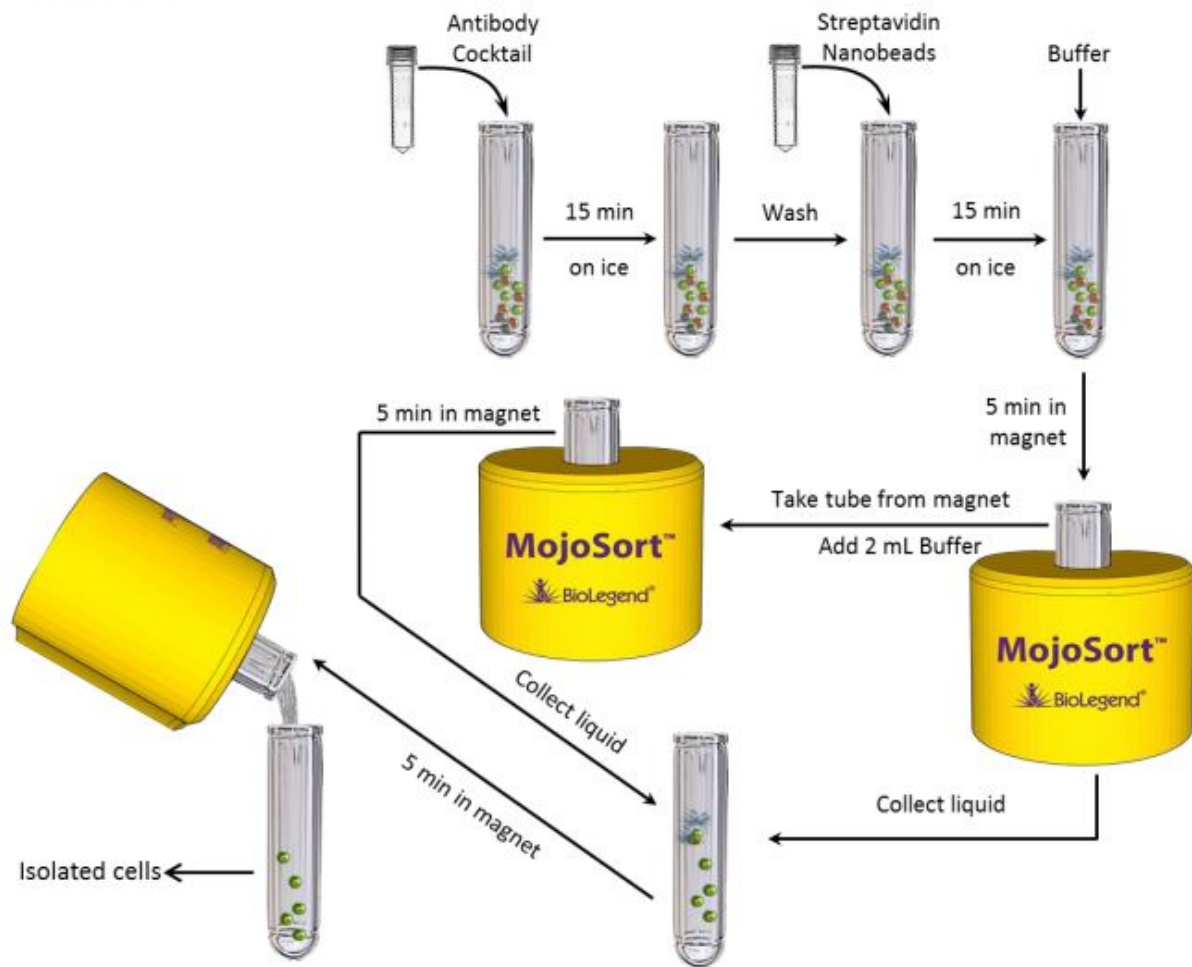 Antibody
Cocktail
Streptavidin
Nanobeads
Buffer
15 min
on ice
Wash
15 min
on ice
5 min in magnet
5 min in
magnet
Take tube from magnet
Add 2 mL Buffer
MojoSort™
BioLegend®
MojoSort™
BioLegend®
Collect liquid
5 min in magnet
Collect liquid
Isolated cells